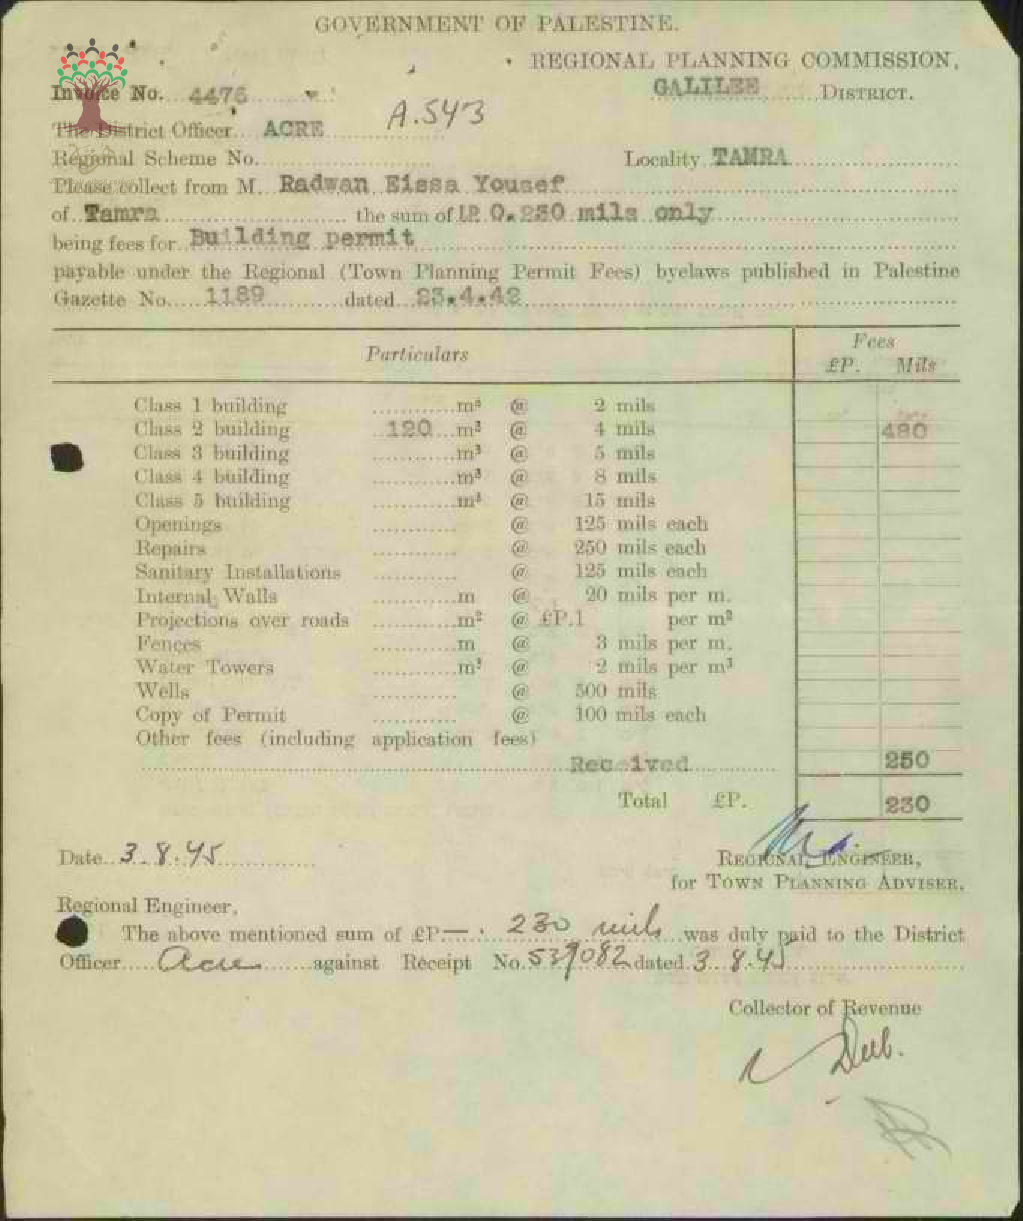 GOVERNMENT OF PALESTINE.
REGIONAL PLANNING COMMISSION,
GALILEE DISTRICT.
Invoice No. 4476
A.543
The District Officer ACRE
Regional Scheme No.
Locality TAMRA
Please collect from M. Radwan Eissa Yousef
of Tamra the sum of LP 0.230 mils only
being fees for Building permit
payable under the Regional (Town Planning Permit Fees) byelaws published in Palestine
Gazette No. 1189 dated 23.4.42
Particulars Fees
£P. Mils
Class 1 building m³ @ 2 mils
Class 2 building 120 m³ @ 4 mils 480
Class 3 building m³ @ 5 mils
Class 4 building m³ @ 8 mils
Class 5 building m³ @ 15 mils
Openings @ 125 mils each
Repairs @ 250 mils each
Sanitary Installations @ 125 mils each
Internal Walls m @ 20 mils per m.
Projections over roads m² @ £P.1 per m²
Fences m @ 3 mils per m.
Water Towers m³ @ 2 mils per m³
Wells @ 500 mils
Copy of Permit @ 100 mils each
Other fees (including application fees)
Received 250
Total £P. 230
Date 3.8.45
REGIONAL ENGINEER,
for TOWN PLANNING ADVISER.
Regional Engineer,
The above mentioned sum of £P—. 230 mils was duly paid to the District
Officer Acre against Receipt No. 539082 dated 3.8.45
Collector of Revenue